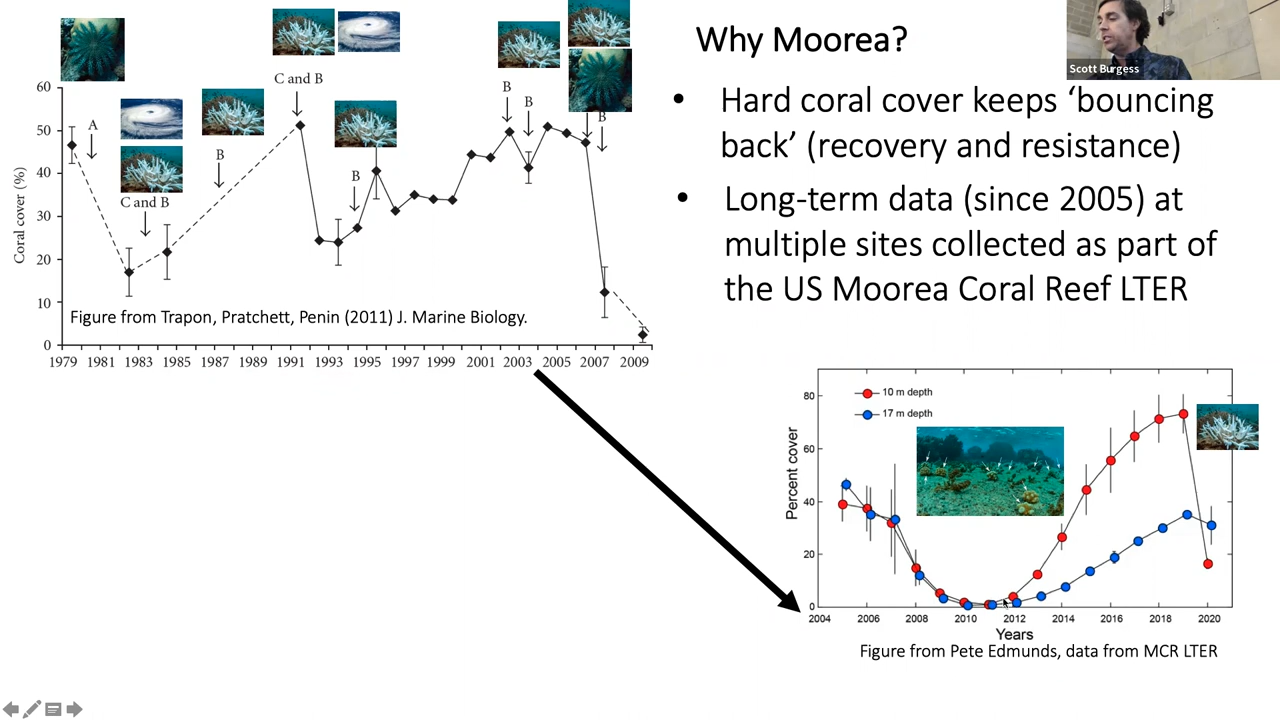 Why Moorea?
Scott Burgess
• Hard coral cover keeps ‘bouncing
back’ (recovery and resistance)
• Long-term data (since 2005) at
multiple sites collected as part of
the US Moorea Coral Reef LTER
Coral cover (%)
60
50
40
30
20
10
0
A
C and B
B
C and B
B
B
B
B
Figure from Trapon, Pratchett, Penin (2011) J. Marine Biology.
1979 1981 1983 1985 1987 1989 1991 1993 1995 1997 1999 2001 2003 2005 2007 2009
Percent cover
80
60
40
20
0
10 m depth
17 m depth
2004 2006 2008 2010 2012 2014 2016 2018 2020
Years
Figure from Pete Edmunds, data from MCR LTER